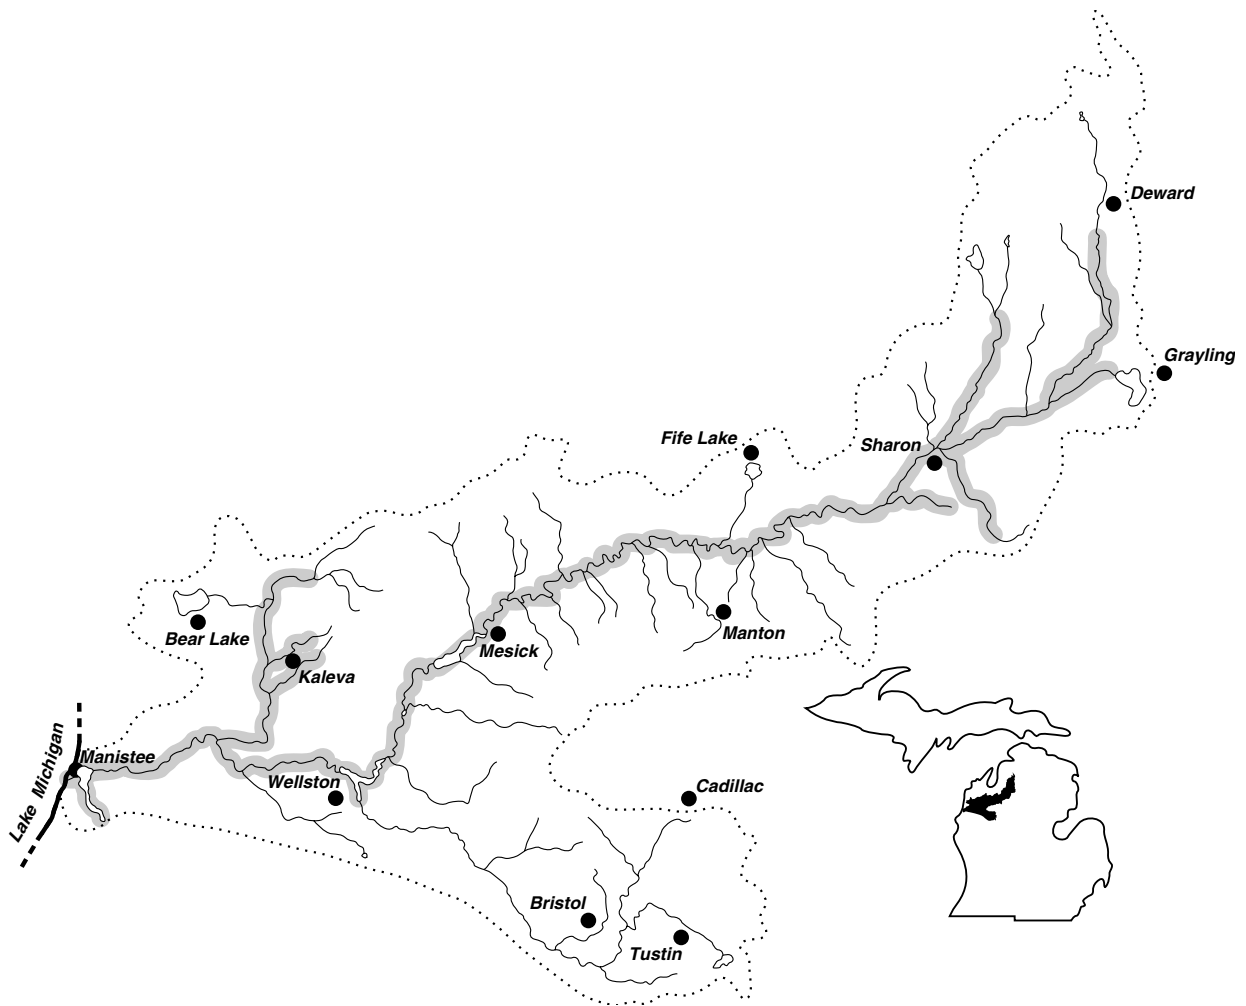 Deward
Grayling
Fife Lake
Sharon
Bear Lake
Manton
Mesick
Kaleva
Lake Michigan
Manistee
Wellston
Cadillac
Bristol
Tustin